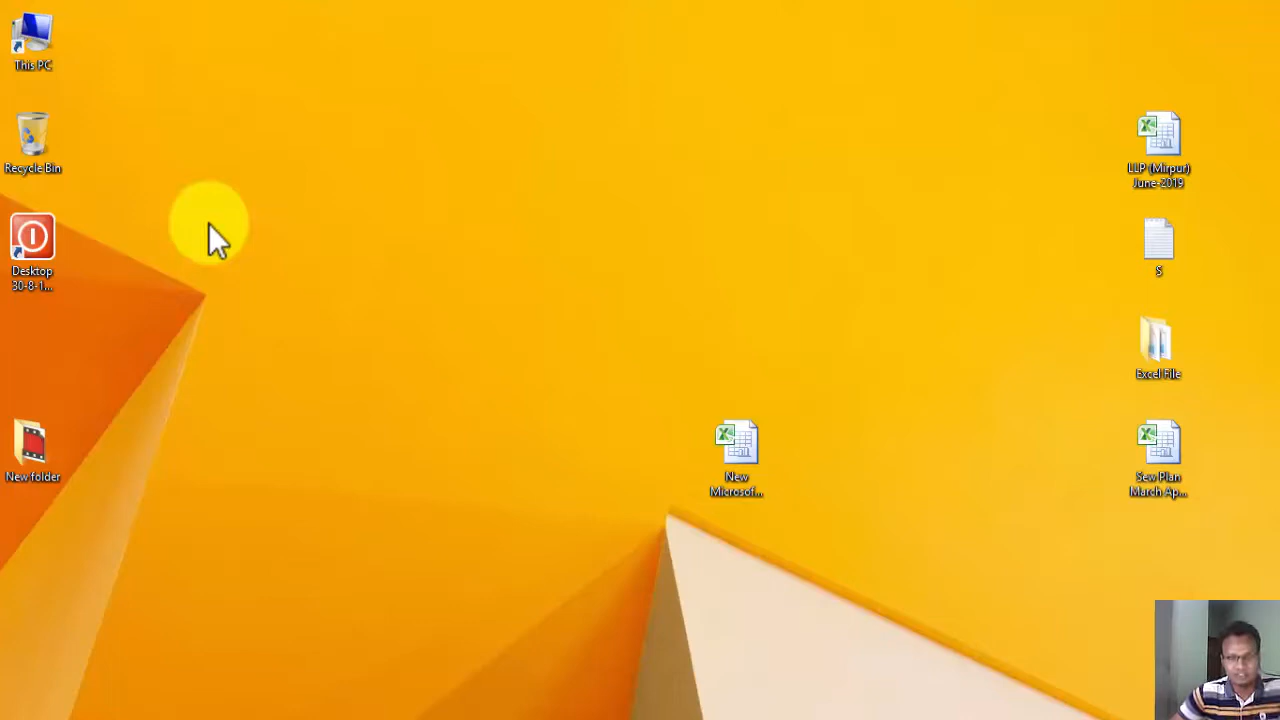 This PC
Recycle Bin
Desktop
30-8-1...
New folder
New
Microsof...
LLP (Mirpur)
June-2019
S
Excel File
Sew Plan
March Ap...